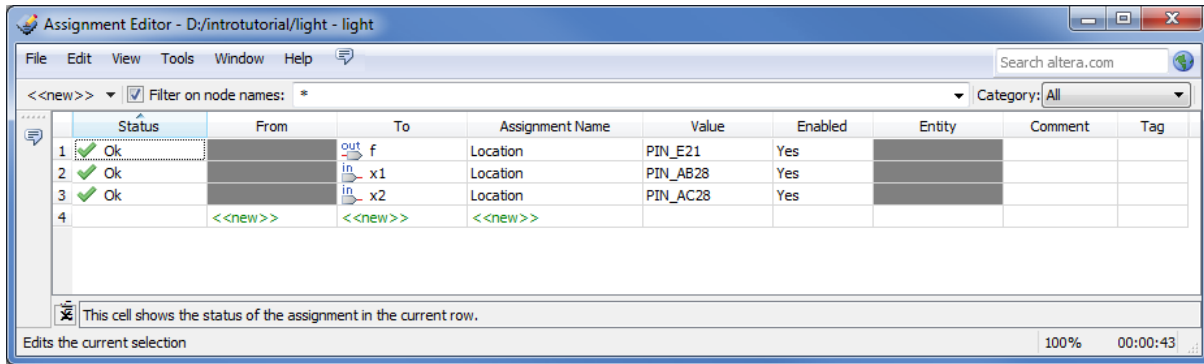 Assignment Editor - D:/introtutorial/light - light
File Edit View Tools Window Help Search altera.com
<<new>> Filter on node names: * Category: All
Status From To Assignment Name Value Enabled Entity Comment Tag
1 Ok out f Location PIN_E21 Yes
2 Ok in x1 Location PIN_AB28 Yes
3 Ok in x2 Location PIN_AC28 Yes
4 <<new>> <<new>> <<new>>
This cell shows the status of the assignment in the current row.
Edits the current selection 100% 00:00:43